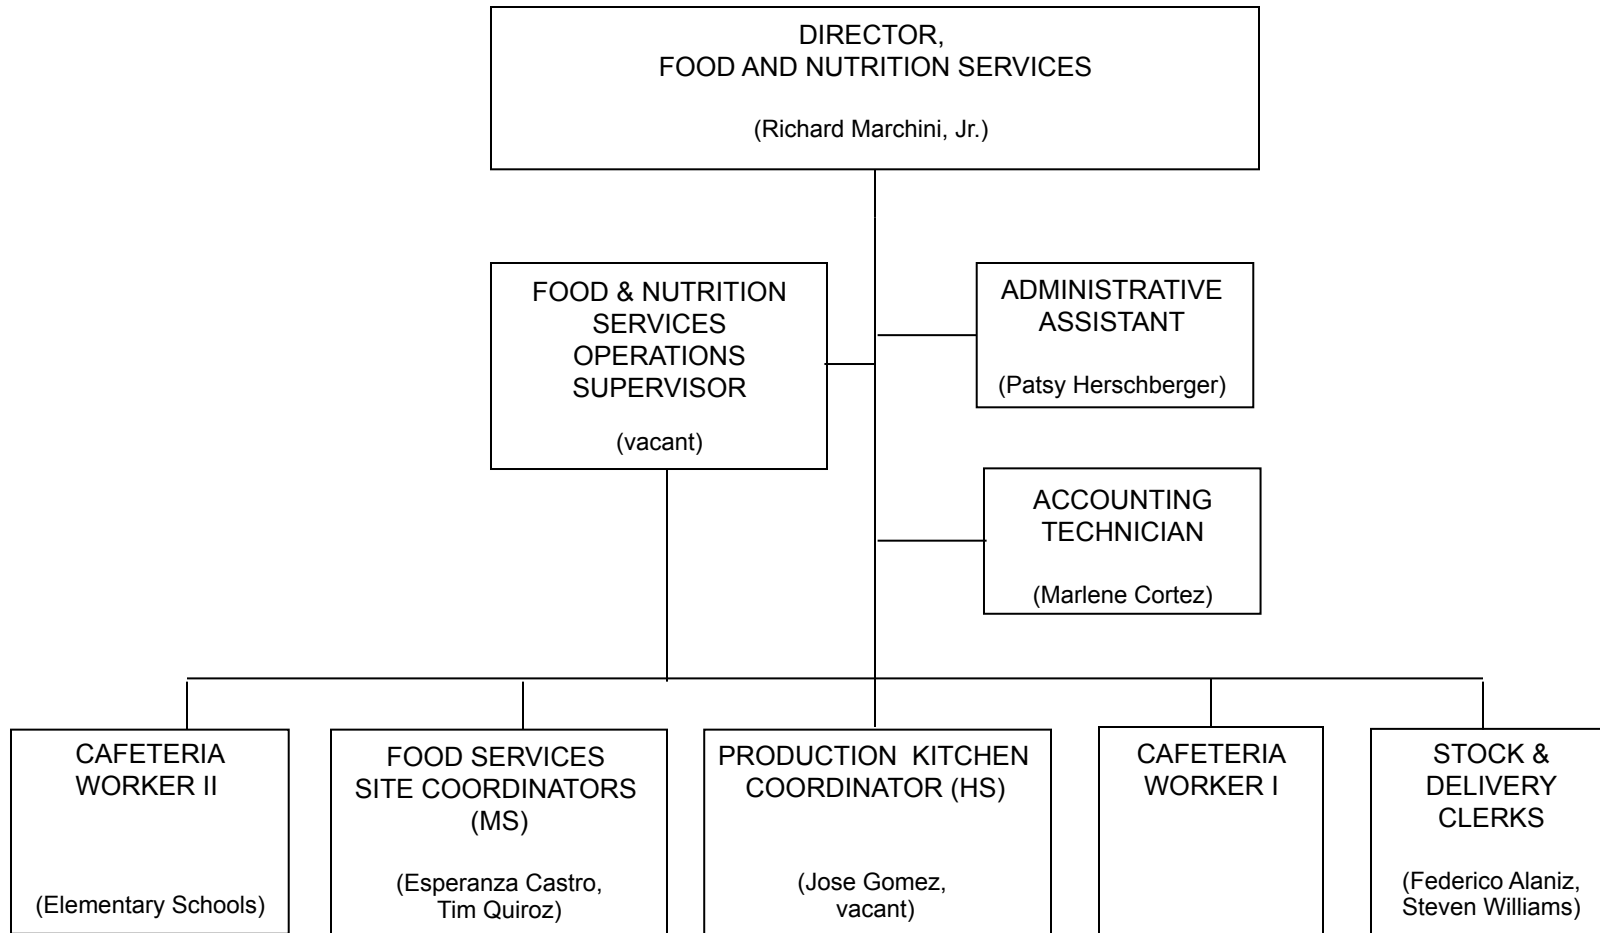 DIRECTOR,
FOOD AND NUTRITION SERVICES
(Richard Marchini, Jr.)
FOOD & NUTRITION
SERVICES
OPERATIONS
SUPERVISOR
(vacant)
ADMINISTRATIVE
ASSISTANT
(Patsy Herschberger)
ACCOUNTING
TECHNICIAN
(Marlene Cortez)
CAFETERIA
WORKER II
(Elementary Schools)
FOOD SERVICES
SITE COORDINATORS
(MS)
(Esperanza Castro,
Tim Quiroz)
PRODUCTION KITCHEN
COORDINATOR (HS)
(Jose Gomez,
vacant)
CAFETERIA
WORKER I
STOCK &
DELIVERY
CLERKS
(Federico Alaniz,
Steven Williams)